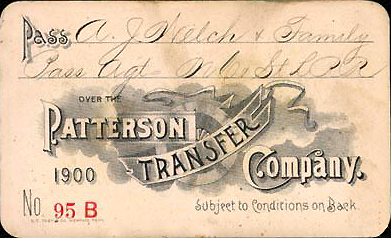 Pass A. J. Welch & Family
Pass Agt
OVER THE
PATTERSON
TRANSFER
Company.
1900
No. 95 B
Subject to Conditions on Back.